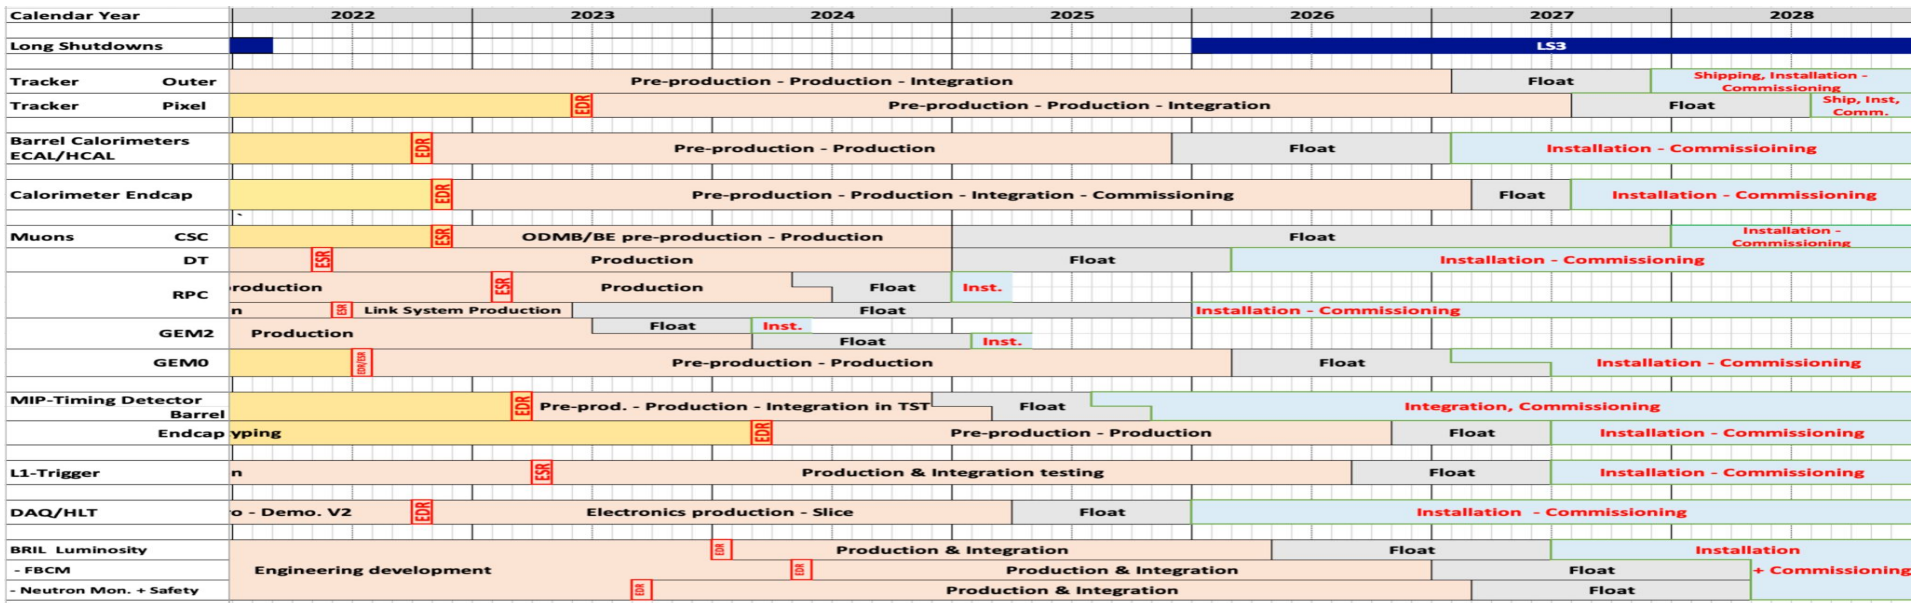 Calendar Year 2022 2023 2024 2025 2026 2027 2028
Long Shutdowns LS3
Tracker Outer Pre-production - Production - Integration Float Shipping, Installation -
Commissioning
Tracker Pixel EDR Pre-production - Production - Integration Float Ship, Inst,
Comm.
Barrel Calorimeters
ECAL/HCAL EDR Pre-production - Production Float Installation - Commissioining
Calorimeter Endcap EDR Pre-production - Production - Integration - Commissioning Float Installation - Commissioning
Muons CSC ESR ODMB/BE pre-production - Production Float Installation -
Commissioning
DT ESR Production Float Installation - Commissioning
RPC roduction ESR Production Float Inst.
n ESR Link System Production Float Installation - Commissioning
GEM2 Production Float Inst.
Float Inst.
GEM0 EDR/ESR Pre-production - Production Float Installation - Commissioning
MIP-Timing Detector
Barrel EDR Pre-prod. - Production - Integration in TST Float Integration, Commissioning
Endcap yping EDR Pre-production - Production Float Installation - Commissioning
L1-Trigger n ESR Production & Integration testing Float Installation - Commissioning
DAQ/HLT o - Demo. V2 EDR Electronics production - Slice Float Installation - Commissioning
BRIL Luminosity EDR Production & Integration Float Installation
- FBCM Engineering development EDR Production & Integration Float + Commissioning
- Neutron Mon. + Safety EDR Production & Integration Float